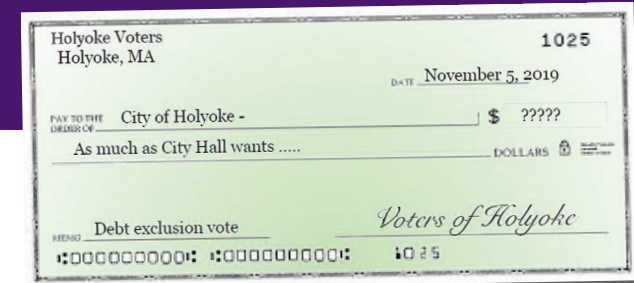 Holyoke Voters 1025
Holyoke, MA
DATE November 5, 2019
PAY TO THE
ORDER OF City of Holyoke - $ ?????
As much as City Hall wants ..... DOLLARS
MEMO Debt exclusion vote Voters of Holyoke
⑆000000000⑆ ⑆000000000⑆ 1025